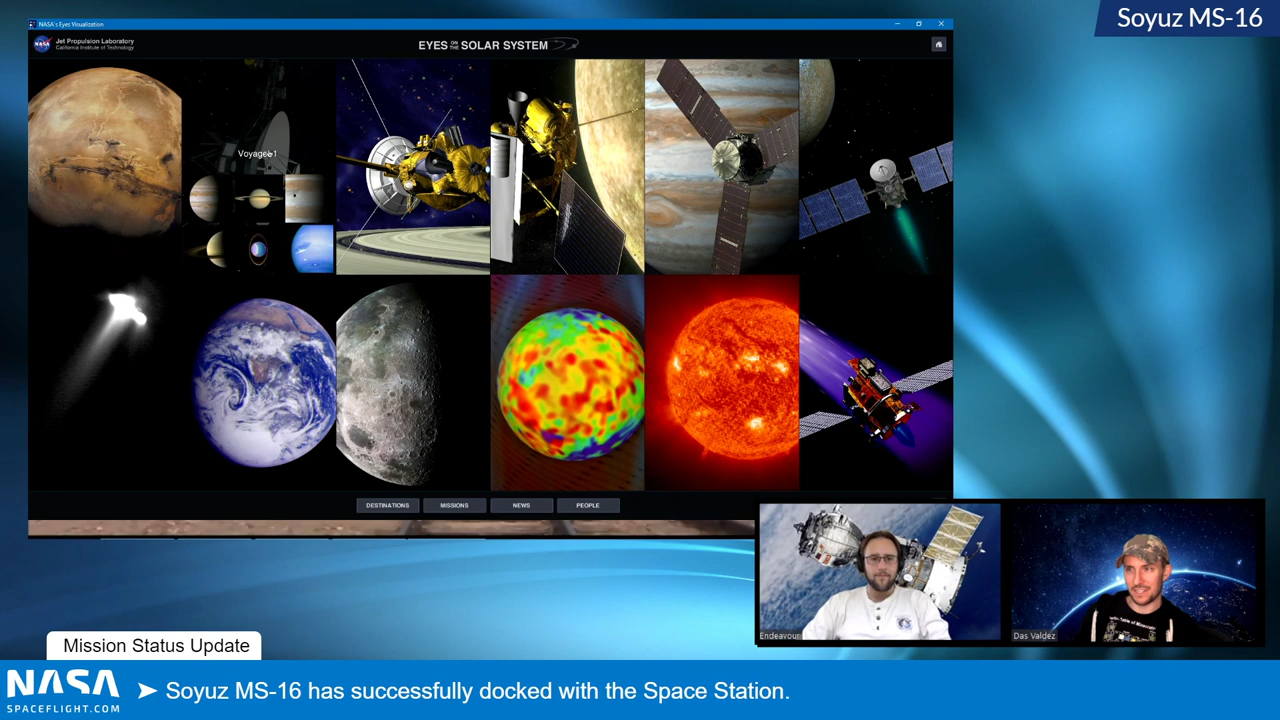 Soyuz MS-16
NASA's Eyes Visualization
NASA
Jet Propulsion Laboratory
California Institute of Technology
EYES ON THE SOLAR SYSTEM
Voyager 1
DESTINATIONS
MISSIONS
NEWS
PEOPLE
Endeavour
Das Valdez
Mission Status Update
NASA
SPACEFLIGHT.COM
Soyuz MS-16 has successfully docked with the Space Station.